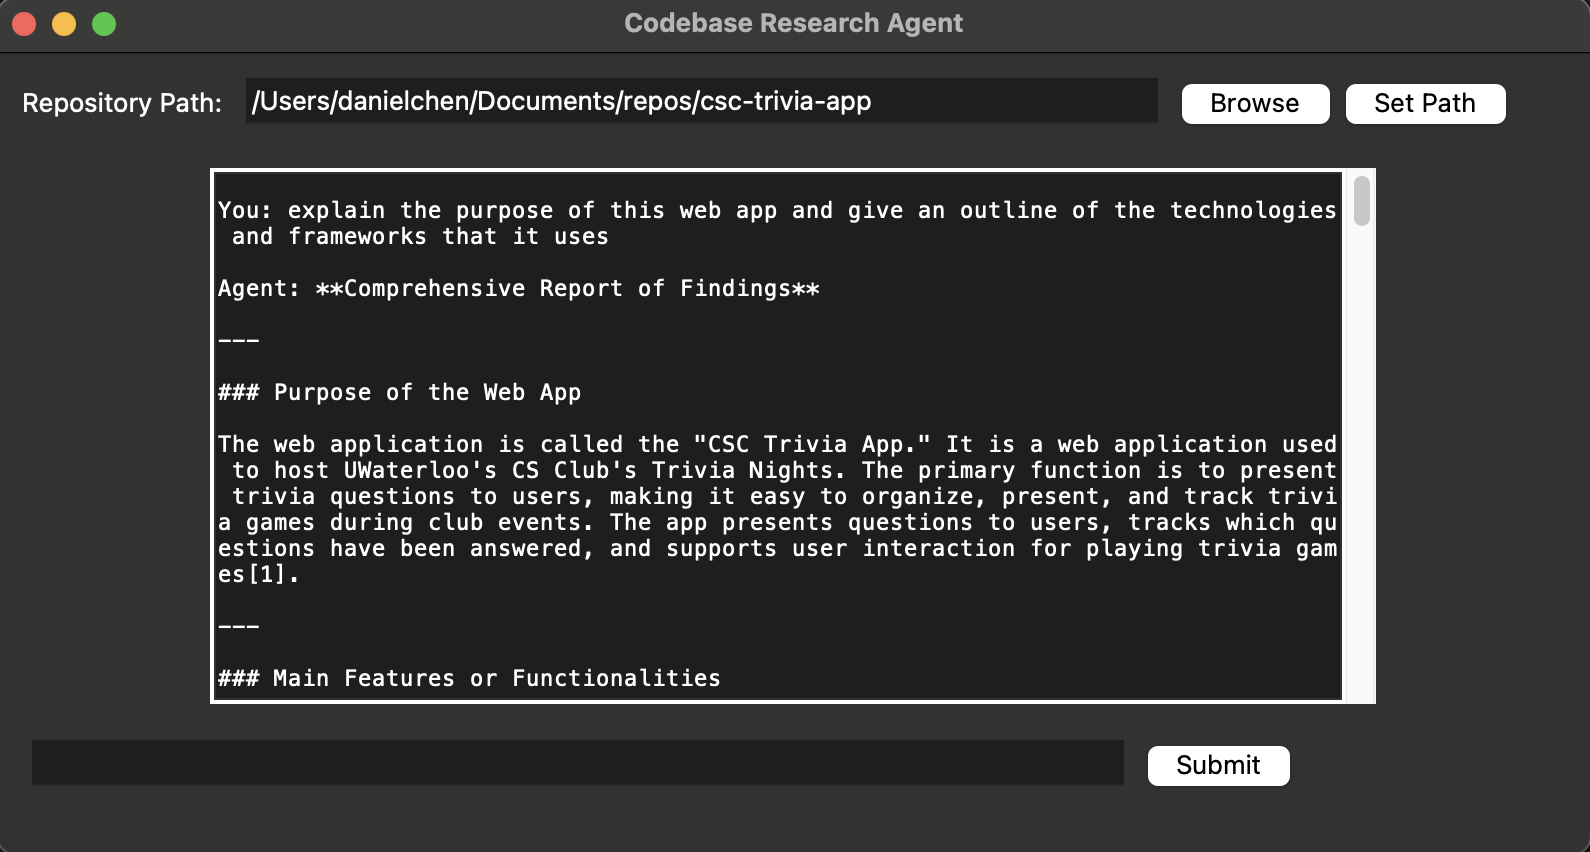 Codebase Research Agent
Repository Path: /Users/danielchen/Documents/repos/csc-trivia-app Browse Set Path
You: explain the purpose of this web app and give an outline of the technologies
and frameworks that it uses
Agent: **Comprehensive Report of Findings**
---
### Purpose of the Web App
The web application is called the "CSC Trivia App." It is a web application used
to host UWaterloo's CS Club's Trivia Nights. The primary function is to present
trivia questions to users, making it easy to organize, present, and track trivi
a games during club events. The app presents questions to users, tracks which qu
estions have been answered, and supports user interaction for playing trivia gam
es[1].
---
### Main Features or Functionalities
Submit